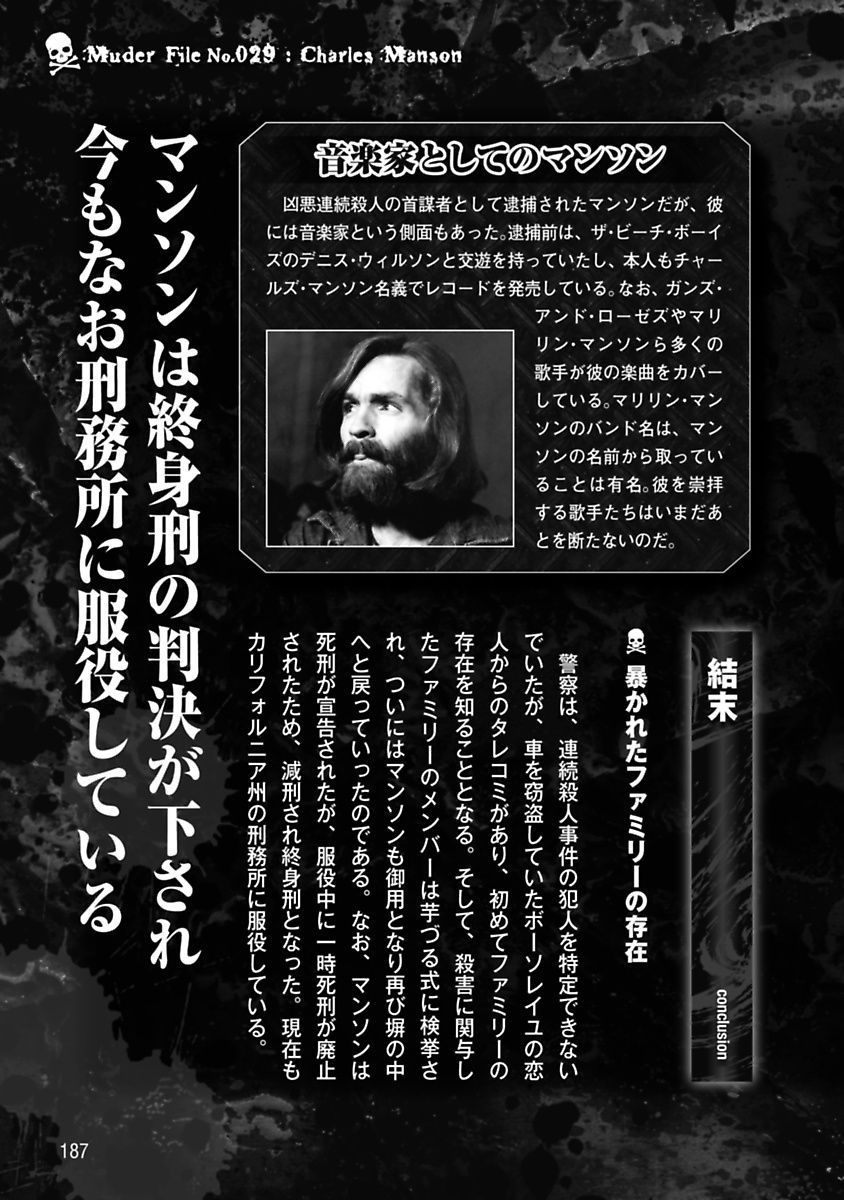 Muder File No.029 : Charles Manson
マンソンは終身刑の判決が下され
今もなお刑務所に服役している
音楽家としてのマンソン
凶悪連続殺人の首謀者として逮捕されたマンソンだが、彼
には音楽家という側面もあった。逮捕前は、ザ・ビーチ・ボーイ
ズのデニス・ウィルソンと交遊を持っていたし、本人もチャー
ルズ・マンソン名義でレコードを発売している。なお、ガンズ・
アンド・ローゼズやマリ
リン・マンソンら多くの
歌手が彼の楽曲をカバー
している。マリリン・マン
ソンのバンド名は、マン
ソンの名前から取ってい
ることは有名。彼を崇拝
する歌手たちはいまだあ
とを断たないのだ。
結末
conclusion
暴かれたファミリーの存在
警察は、連続殺人事件の犯人を特定できない
でいたが、車を窃盗していたボーソレイユの恋
人からのタレコミがあり、初めてファミリーの
存在を知ることとなる。そして、殺害に関与し
たファミリーのメンバーは芋づる式に検挙さ
れ、ついにはマンソンも御用となり再び塀の中
へと戻っていったのである。なお、マンソンは
死刑が宣告されたが、服役中に一時死刑が廃止
されたため、減刑され終身刑となった。現在も
カリフォルニア州の刑務所に服役している。
187